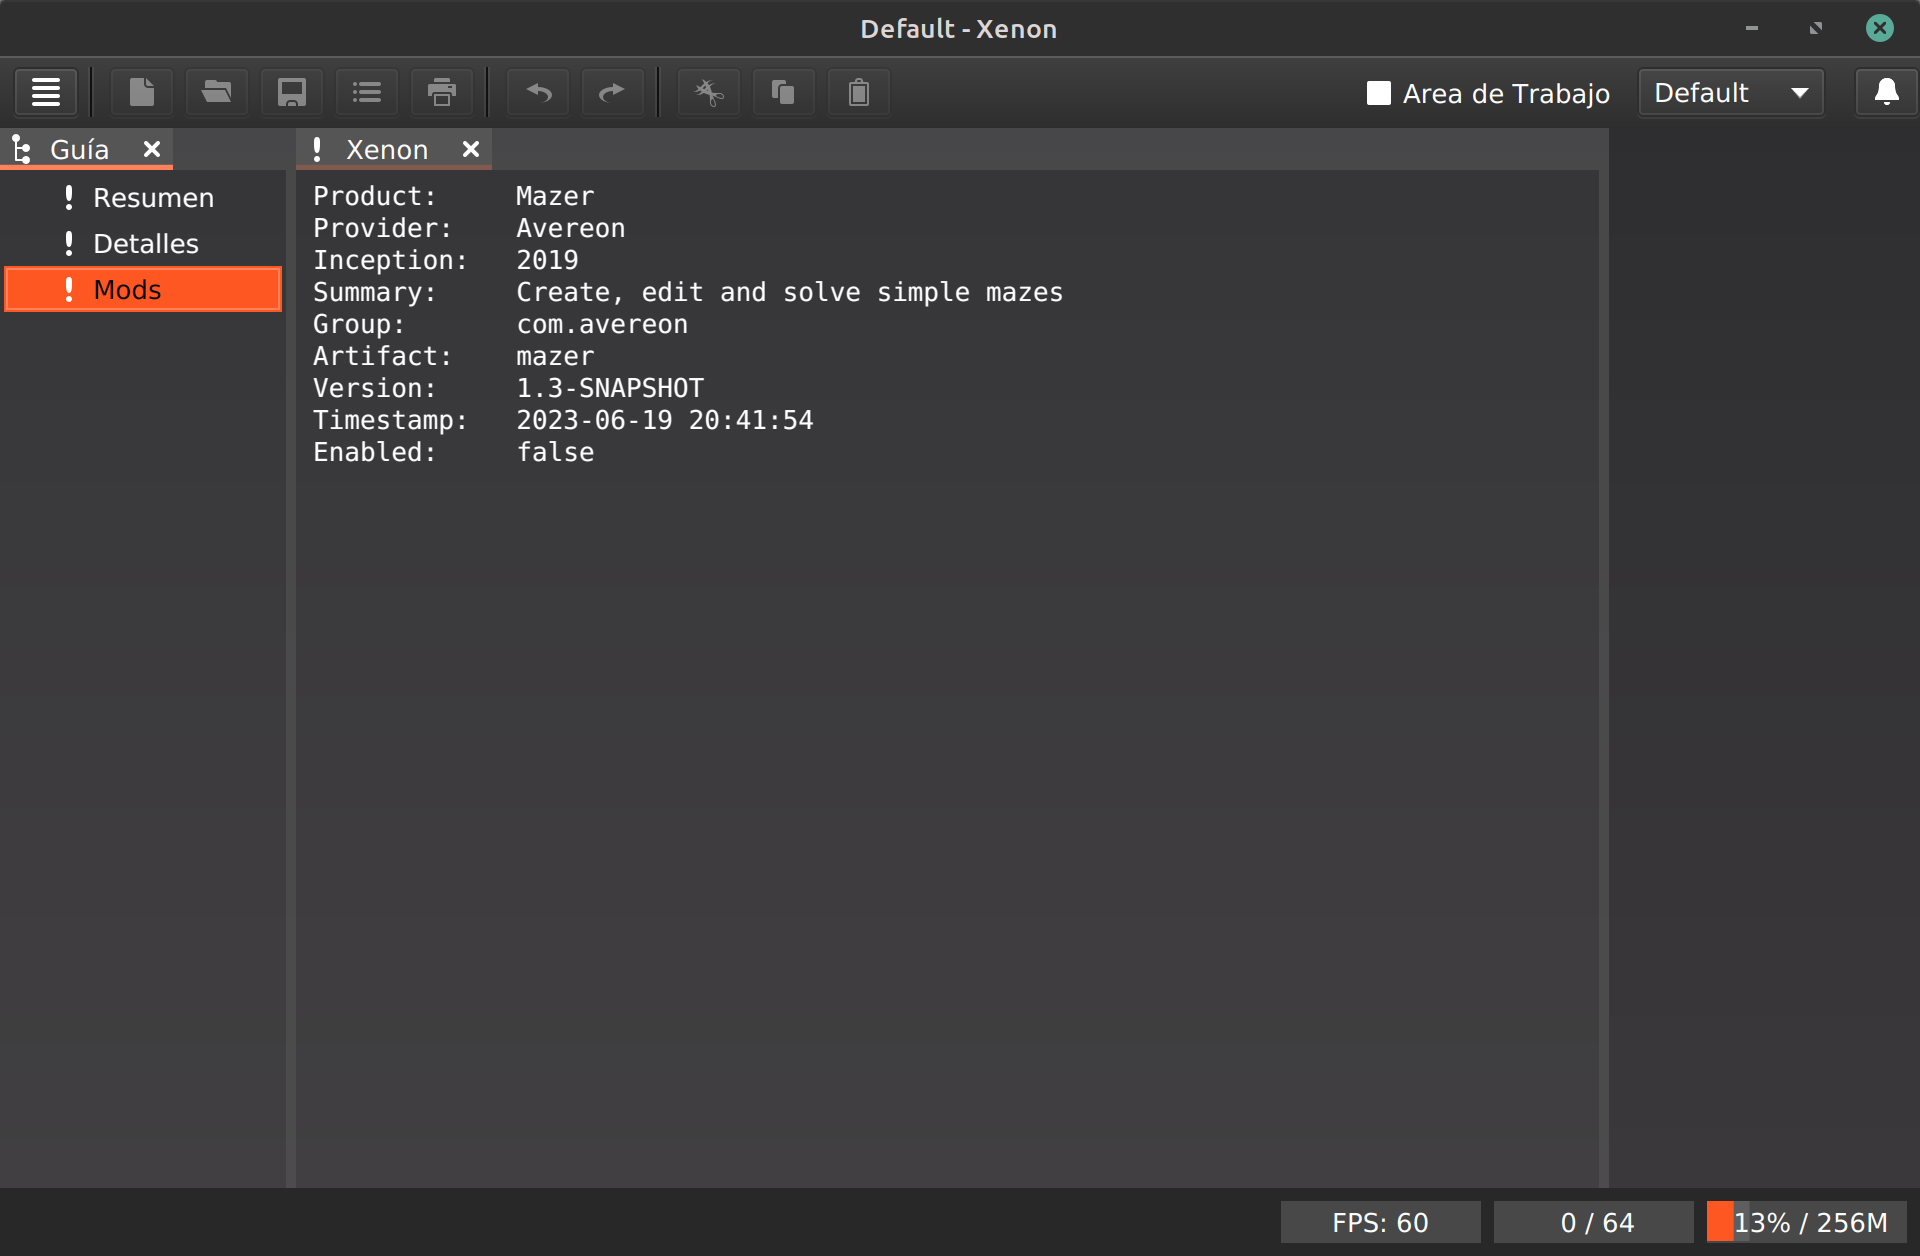 Default - Xenon
Area de Trabajo
Default
Guía
Xenon
Resumen
Detalles
Mods
Product: Mazer
Provider: Avereon
Inception: 2019
Summary: Create, edit and solve simple mazes
Group: com.avereon
Artifact: mazer
Version: 1.3-SNAPSHOT
Timestamp: 2023-06-19 20:41:54
Enabled: false
FPS: 60
0 / 64
13% / 256M